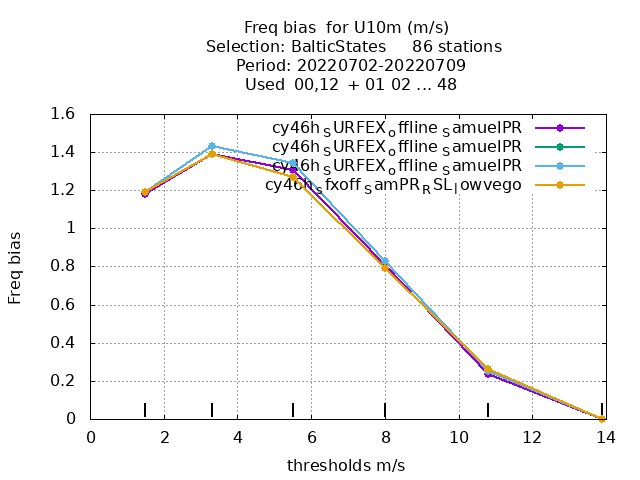 Freq bias for U10m (m/s)
Selection: BalticStates 86 stations
Period: 20220702-20220709
Used 00,12 + 01 02 ... 48
cy46h_SURFEX_offline_SamuelPR
cy46h_SURFEX_offline_SamuelPR
cy46h_SURFEX_offline_SamuelPR
cy46h_sfxoff_SamPR_RSL_lowvego
1.6
1.4
1.2
1
0.8
0.6
0.4
0.2
0
Freq bias
0 2 4 6 8 10 12 14
thresholds m/s